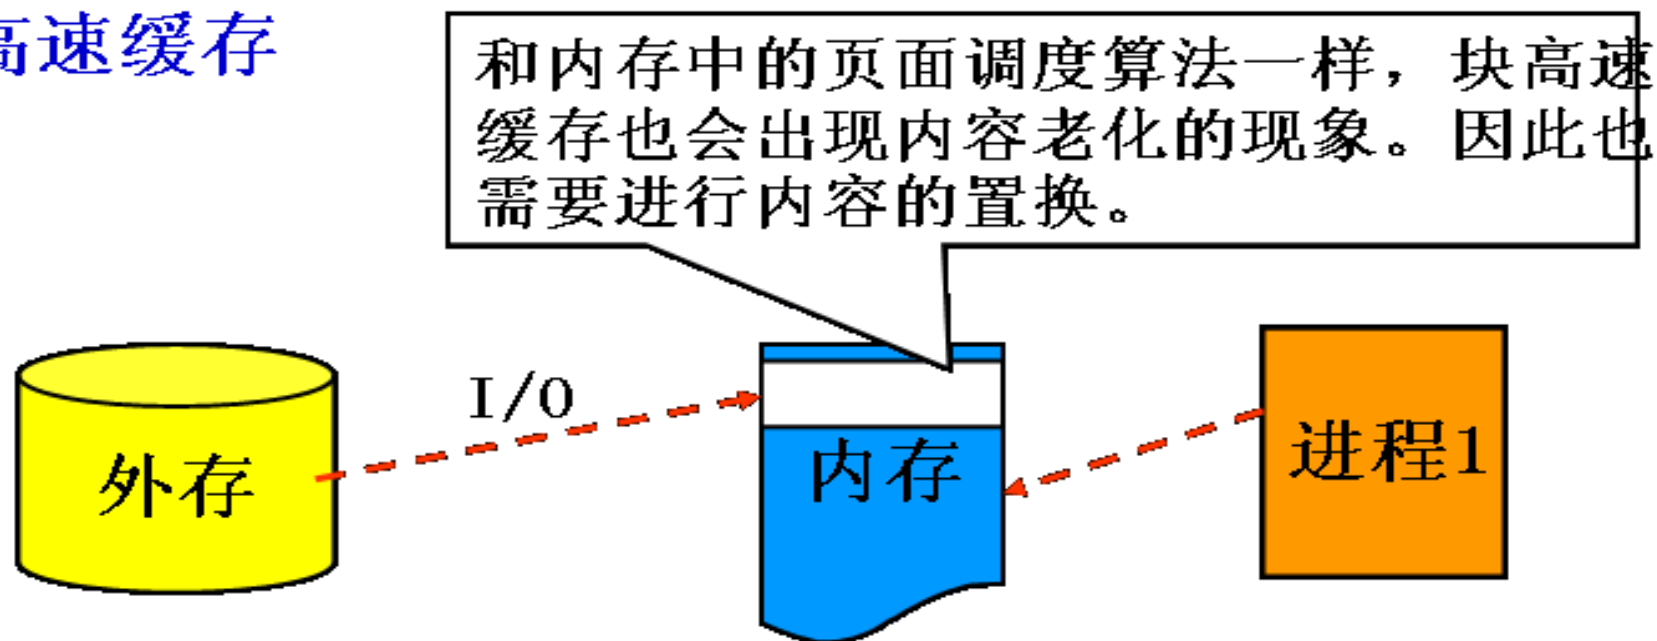 高速缓存
和内存中的页面调度算法一样，块高速
缓存也会出现内容老化的现象。因此也
需要进行内容的置换。
I/O
外存
内存
进程1